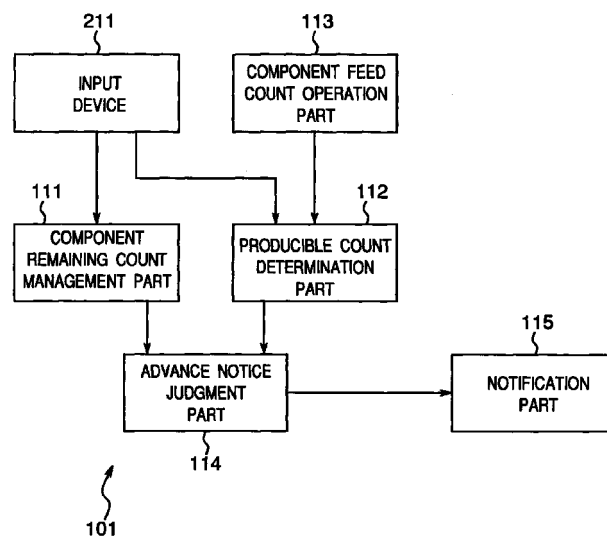 211
INPUT
DEVICE
113
COMPONENT FEED
COUNT OPERATION
PART
111
COMPONENT
REMAINING COUNT
MANAGEMENT PART
112
PRODUCIBLE COUNT
DETERMINATION
PART
ADVANCE NOTICE
JUDGMENT
PART
114
115
NOTIFICATION
PART
101